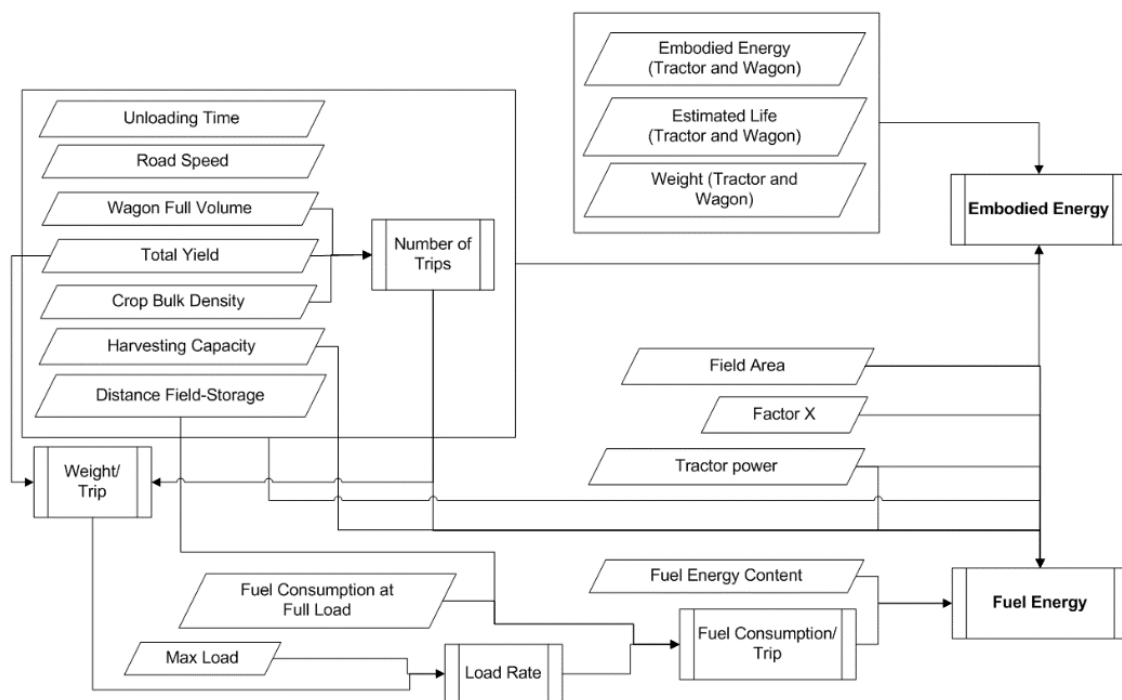 Embodied Energy
(Tractor and Wagon)
Estimated Life
(Tractor and Wagon)
Weight (Tractor and
Wagon)
Embodied Energy
Unloading Time
Road Speed
Wagon Full Volume
Total Yield
Crop Bulk Density
Harvesting Capacity
Distance Field-Storage
Number of
Trips
Field Area
Factor X
Tractor power
Weight/
Trip
Fuel Consumption at
Full Load
Fuel Energy Content
Fuel Energy
Max Load
Load Rate
Fuel Consumption/
Trip